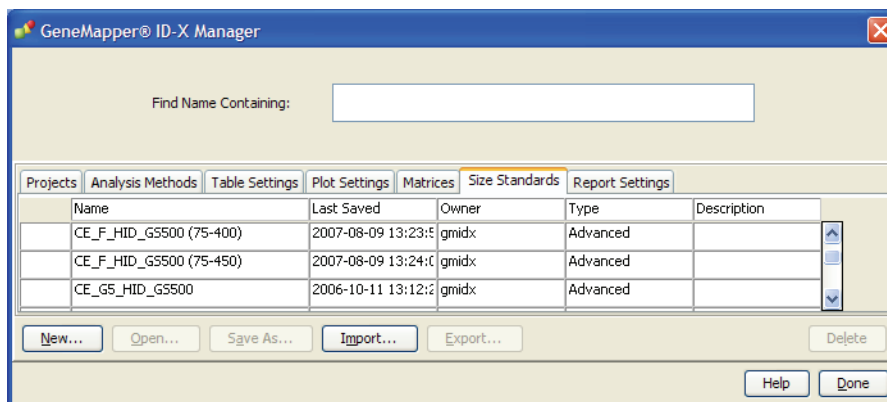 GeneMapper® ID-X Manager
Find Name Containing:
Projects Analysis Methods Table Settings Plot Settings Matrices Size Standards Report Settings
Name Last Saved Owner Type Description
CE_F_HID_GS500 (75-400) 2007-08-09 13:23:5 gmidx Advanced
CE_F_HID_GS500 (75-450) 2007-08-09 13:24:0 gmidx Advanced
CE_G5_HID_GS500 2006-10-11 13:12:2 gmidx Advanced
New... Open... Save As... Import... Export... Delete
Help Done